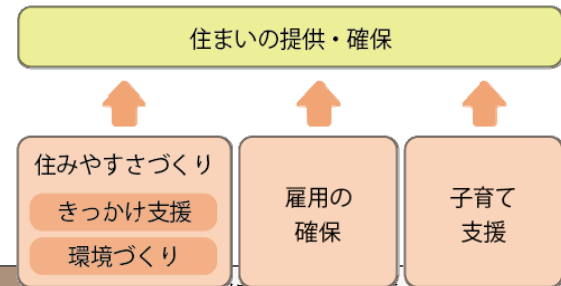 住まいの提供・確保
住みやすさづくり
きっかけ支援
環境づくり
雇用の
確保
子育て
支援